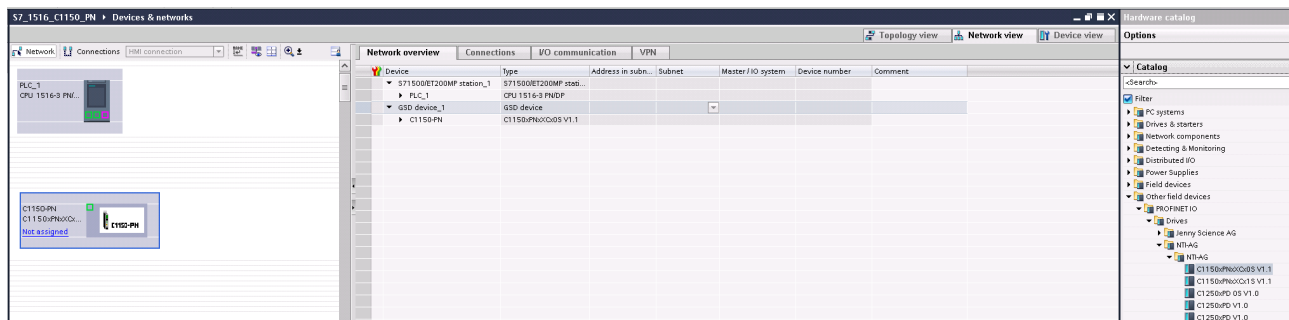 S7_1516_C1150_PN ▸ Devices & networks
Hardware catalog
Topology view Network view Device view
Options
Network Connections HMI connection
Network overview Connections I/O communication VPN
Catalog
Device Type Address in subn... Subnet Master / IO system Device number Comment
<Search>
PLC_1
CPU 1516-3 PN/...
S71500/ET200MP station_1 S71500/ET200MP stati...
PLC_1 CPU 1516-3 PN/DP
GSD device_1 GSD device
C1150-PN C1150xPNxXCx0S V1.1
C1150-PN
C1150xPNxXCx...
Not assigned
C1150-PN
Filter
PC systems
Drives & starters
Network components
Detecting & Monitoring
Distributed I/O
Power Supplies
Field devices
Other field devices
PROFINET IO
Drives
Jenny Science AG
NTI-AG
NTI-AG
C1150xPNxXCx0S V1.1
C1150xPNxXCx1S V1.1
C1250xPD 0S V1.0
C1250xPD V1.0
C1250xPD V1.0